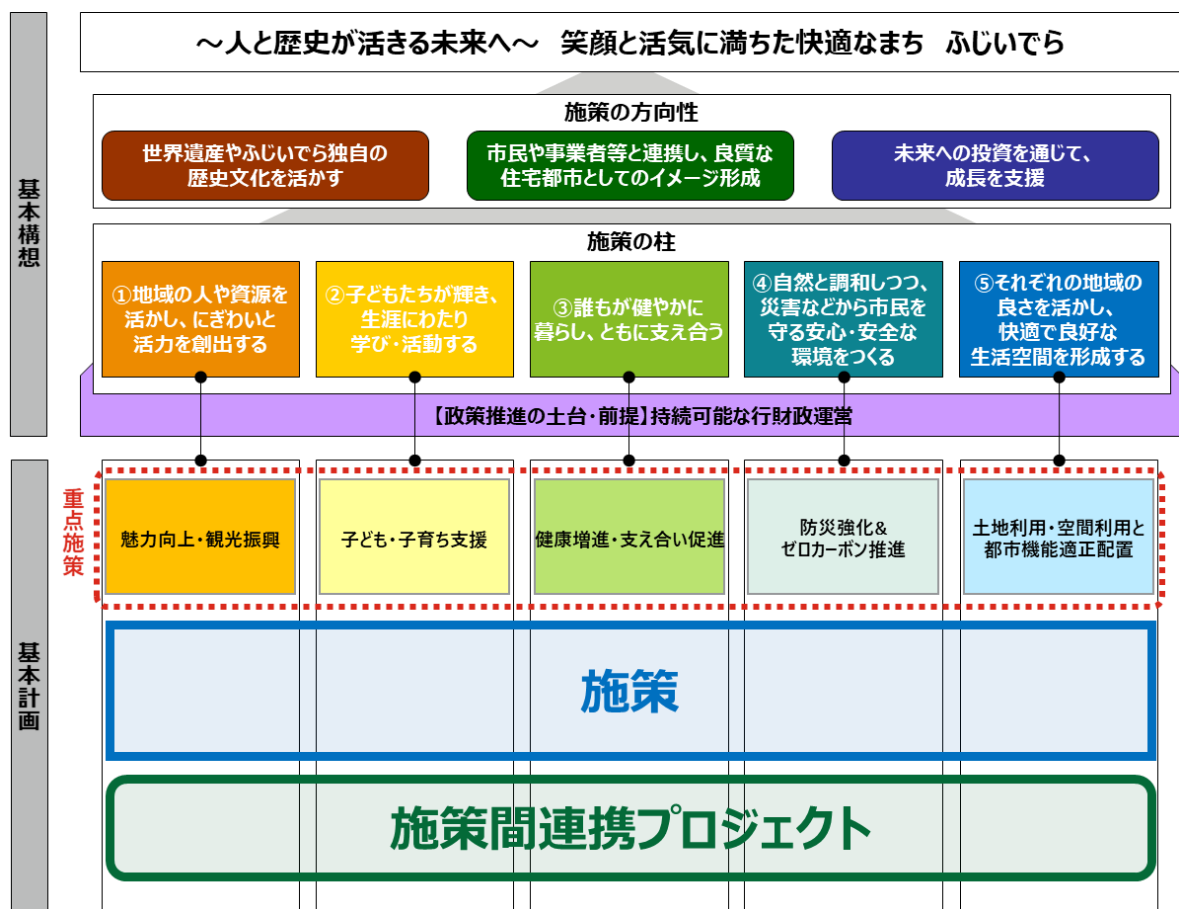 ～人と歴史が活きる未来へ～　笑顔と活気に満ちた快適なまち　ふじいでら
基本構想
施策の方向性
世界遺産やふじいでら独自の
歴史文化を活かす
市民や事業者等と連携し、良質な
住宅都市としてのイメージ形成
未来への投資を通じて、
成長を支援
施策の柱
①地域の人や資源を
活かし、にぎわいと
活力を創出する
②子どもたちが輝き、
生涯にわたり
学び・活動する
③誰もが健やかに
暮らし、ともに支え合う
④自然と調和しつつ、
災害などから市民を
守る安心・安全な
環境をつくる
⑤それぞれの地域の
良さを活かし、
快適で良好な
生活空間を形成する
【政策推進の土台・前提】持続可能な行財政運営
基本計画
重点施策
魅力向上・観光振興
子ども・子育ち支援
健康増進・支え合い促進
防災強化&
ゼロカーボン推進
土地利用・空間利用と
都市機能適正配置
施策
施策間連携プロジェクト